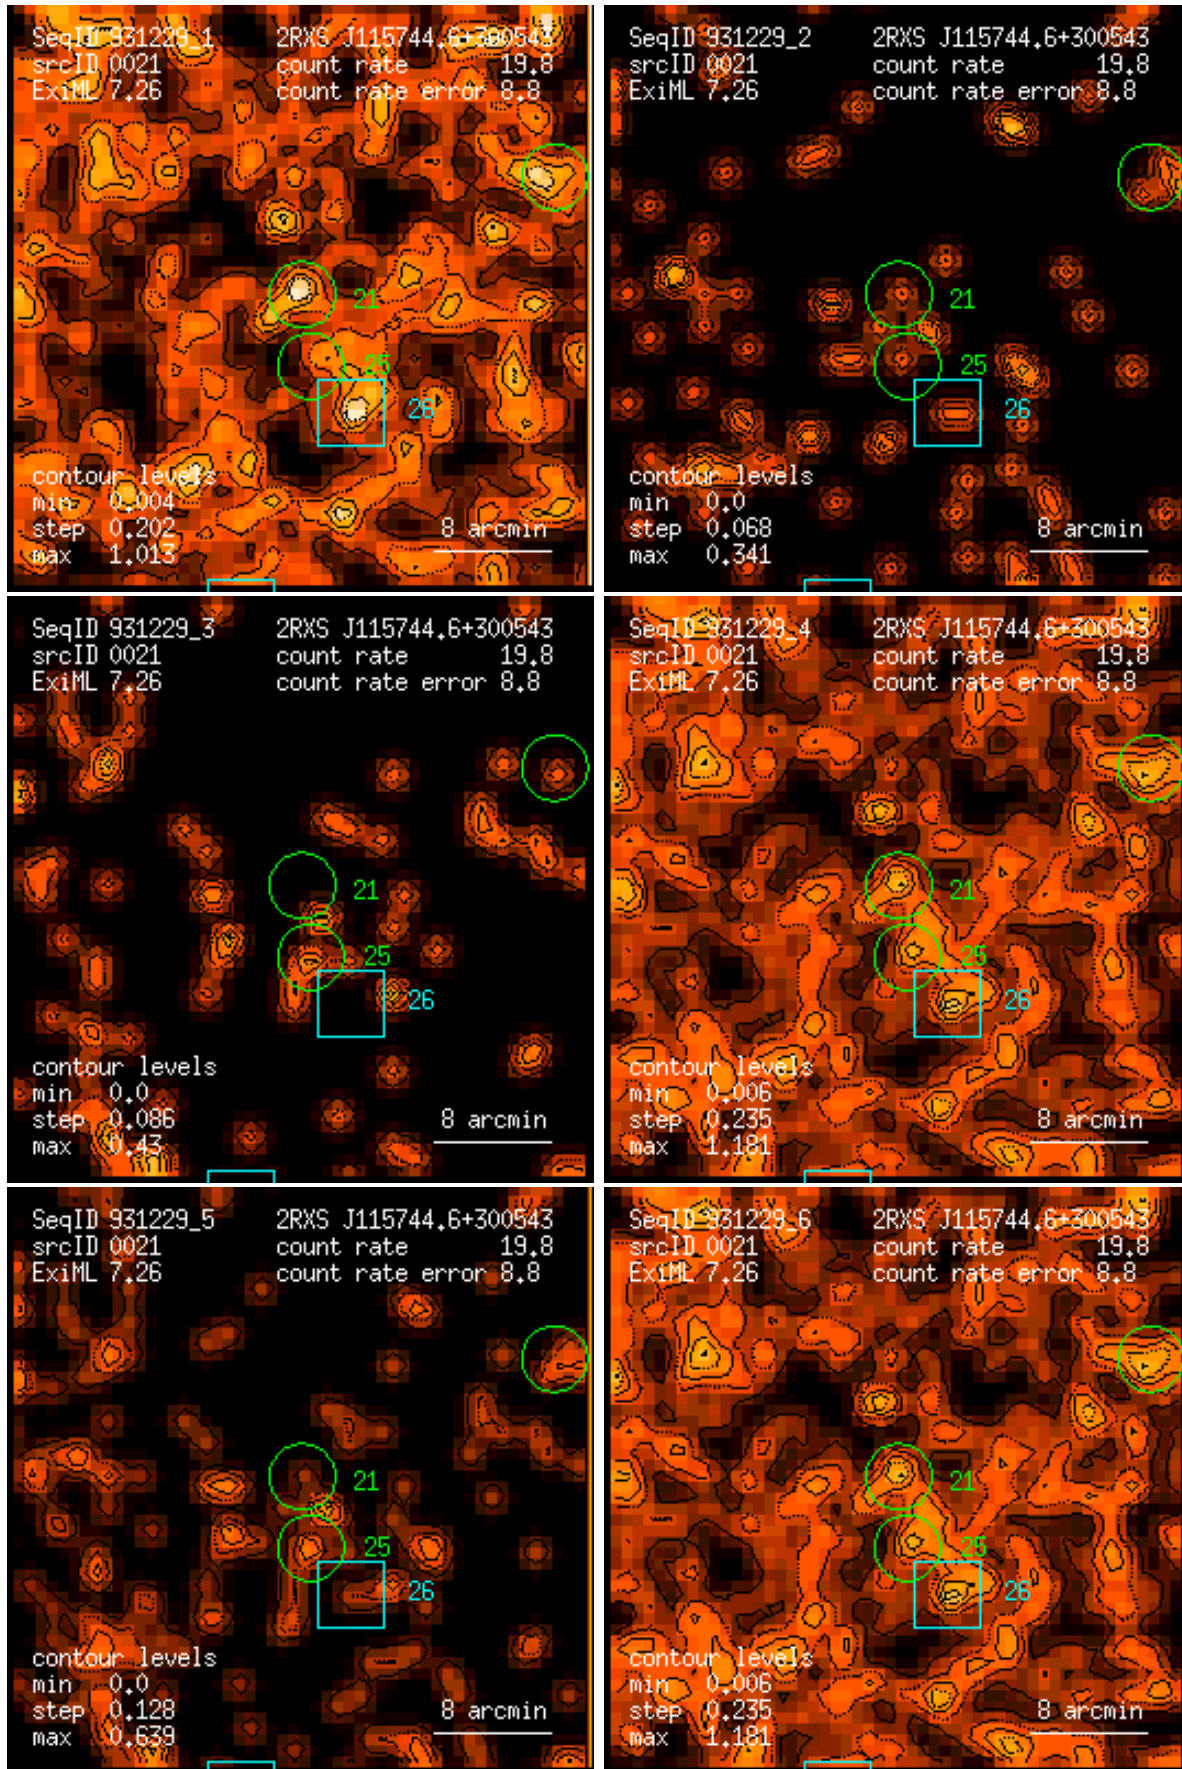 SeqID 931229_1 2RXS J115744.6+300543
srcID 0021 count rate 19.8
ExiML 7.26 count rate error 8.8
21
25
26
contour levels
min 0.004
step 0.202 8 arcmin
max 1.013
SeqID 931229_2 2RXS J115744.6+300543
srcID 0021 count rate 19.8
ExiML 7.26 count rate error 8.8
21
25
26
contour levels
min 0.0
step 0.068 8 arcmin
max 0.341
SeqID 931229_3 2RXS J115744.6+300543
srcID 0021 count rate 19.8
ExiML 7.26 count rate error 8.8
21
25
26
contour levels
min 0.0
step 0.086 8 arcmin
max 0.43
SeqID 931229_4 2RXS J115744.6+300543
srcID 0021 count rate 19.8
ExiML 7.26 count rate error 8.8
21
25
26
contour levels
min 0.006
step 0.235 8 arcmin
max 1.181
SeqID 931229_5 2RXS J115744.6+300543
srcID 0021 count rate 19.8
ExiML 7.26 count rate error 8.8
21
25
26
contour levels
min 0.0
step 0.128 8 arcmin
max 0.639
SeqID 931229_6 2RXS J115744.6+300543
srcID 0021 count rate 19.8
ExiML 7.26 count rate error 8.8
21
25
26
contour levels
min 0.006
step 0.235 8 arcmin
max 1.181